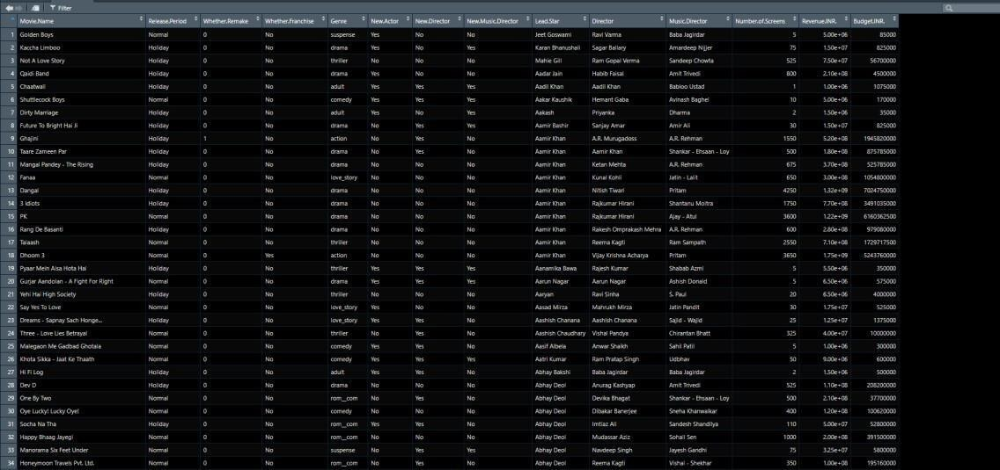 Filter
Movie.Name Release.Period Whether.Remake Whether.Franchise Genre New.Actor New.Director New.Music.Director Lead.Star Director Music.Director Number.of.Screens Revenue.INR. Budget.INR.
1 Golden Boys Normal 0 No suspense Yes No No Jeet Goswami Ravi Varma Baba Jagirdar 5 5.00e+06 85000
2 Kaccha Limboo Holiday 0 No drama Yes No Yes Karan Bhanushali Sagar Ballary Amardeep Nijjer 75 1.50e+07 825000
3 Not A Love Story Holiday 0 No thriller No No No Mahie Gill Ram Gopal Verma Sandeep Chowta 525 7.50e+07 56700000
4 Qaidi Band Holiday 0 No drama Yes No No Aadar Jain Habib Faisal Amit Trivedi 800 2.10e+08 4500000
5 Chaatwali Holiday 0 No adult Yes Yes Yes Aadil Khan Aadil Khan Babloo Ustad 1 1.00e+06 1075000
6 Shuttlecock Boys Normal 0 No comedy Yes Yes Yes Aakar Kaushik Hemant Gaba Avinash Baghel 10 5.00e+06 170000
7 Dirty Marriage Holiday 0 No adult Yes No Yes Aakash Priyanka Dharma 2 1.50e+06 35000
8 Future To Bright Hai Ji Holiday 0 No drama No Yes Yes Aamir Bashir Sanjay Amar Amir Ali 30 1.50e+07 825000
9 Ghajini Holiday 1 No action No Yes No Aamir Khan A.R. Murugadoss A.R. Rehman 1550 5.20e+08 1945820000
10 Taare Zameen Par Holiday 0 No drama No Yes No Aamir Khan Aamir Khan Shankar - Ehsaan - Loy 500 1.80e+08 875785000
11 Mangal Pandey - The Rising Holiday 0 No drama No No No Aamir Khan Ketan Mehta A.R. Rehman 675 3.70e+08 525785000
12 Fanaa Normal 0 No love_story No No No Aamir Khan Kunal Kohli Jatin - Lalit 650 3.00e+08 1054800000
13 Dangal Holiday 0 No drama No No No Aamir Khan Nitish Tiwari Pritam 4250 1.32e+09 7024750000
14 3 Idiots Holiday 0 No drama No No No Aamir Khan Rajkumar Hirani Shantanu Moitra 1750 7.70e+08 3491035000
15 PK Normal 0 No drama No No No Aamir Khan Rajkumar Hirani Ajay - Atul 3600 1.22e+09 6160362500
16 Rang De Basanti Holiday 0 No drama No No No Aamir Khan Rakesh Omprakash Mehra A.R. Rehman 600 2.80e+08 979080000
17 Talaash Normal 0 No thriller No No No Aamir Khan Reema Kagti Ram Sampath 2550 7.10e+08 1729717500
18 Dhoom 3 Normal 0 Yes action No No No Aamir Khan Vijay Krishna Acharya Pritam 3650 1.75e+09 5243760000
19 Pyaar Mein Aisa Hota Hai Holiday 0 No thriller Yes Yes Yes Aanamika Bawa Rajesh Kumar Shabab Azmi 5 5.50e+06 350000
20 Gurjar Aandolan - A Fight For Right Normal 0 No drama Yes Yes Yes Aarun Nagar Aarun Nagar Ashish Donald 5 6.50e+06 575000
21 Yehi Hai High Society Holiday 0 No thriller No No No Aaryan Ravi Sinha S. Paul 20 6.50e+06 4000000
22 Say Yes To Love Normal 0 No love_story Yes No No Aasad Mirza Mahrukh Mirza Jatin Pandit 30 1.75e+07 525000
23 Dreams - Sapnay Sach Honge... Holiday 0 No love_story Yes Yes No Aashish Chanana Aashish Chanana Sajid - Wajid 25 1.25e+07 1375000
24 Three - Love Lies Betrayal Normal 0 No thriller No Yes No Aashish Chaudhary Vishal Pandya Chirantan Bhatt 325 4.00e+07 10000000
25 Malegaon Me Gadbad Ghotala Normal 0 No comedy Yes Yes No Aasif Albela Anwar Shaikh Sahil Patil 5 1.00e+06 300000
26 Khota Sikka - Jaat Ke Thaath Normal 0 No comedy Yes Yes Yes Aatri Kumar Ram Pratap Singh Udbhav 50 9.00e+06 600000
27 Hi Fi Log Holiday 0 No adult Yes Yes No Abhay Bakshi Baba Jagirdar Baba Jagirdar 2 1.50e+06 500000
28 Dev D Holiday 0 No drama No No No Abhay Deol Anurag Kashyap Amit Trivedi 525 1.10e+08 208200000
29 One By Two Normal 0 No rom__com No Yes No Abhay Deol Devika Bhagat Shankar - Ehsaan - Loy 500 2.10e+08 37700000
30 Oye Lucky! Lucky Oye! Normal 0 No comedy No No No Abhay Deol Dibakar Banerjee Sneha Khanwalkar 400 1.20e+08 100620000
31 Socha Na Tha Holiday 0 No rom__com Yes Yes No Abhay Deol Imtiaz Ali Sandesh Shandilya 110 5.00e+07 52800000
32 Happy Bhaag Jayegi Normal 0 No rom__com No No No Abhay Deol Mudassar Aziz Sohail Sen 1000 2.00e+08 391500000
33 Manorama Six Feet Under Normal 0 No suspense No Yes Yes Abhay Deol Navdeep Singh Jayesh Gandhi 75 3.25e+07 5800000
34 Honeymoon Travels Pvt. Ltd. Normal 0 No rom__com No Yes No Abhay Deol Reema Kagti Vishal - Shekhar 350 1.00e+08 195160000